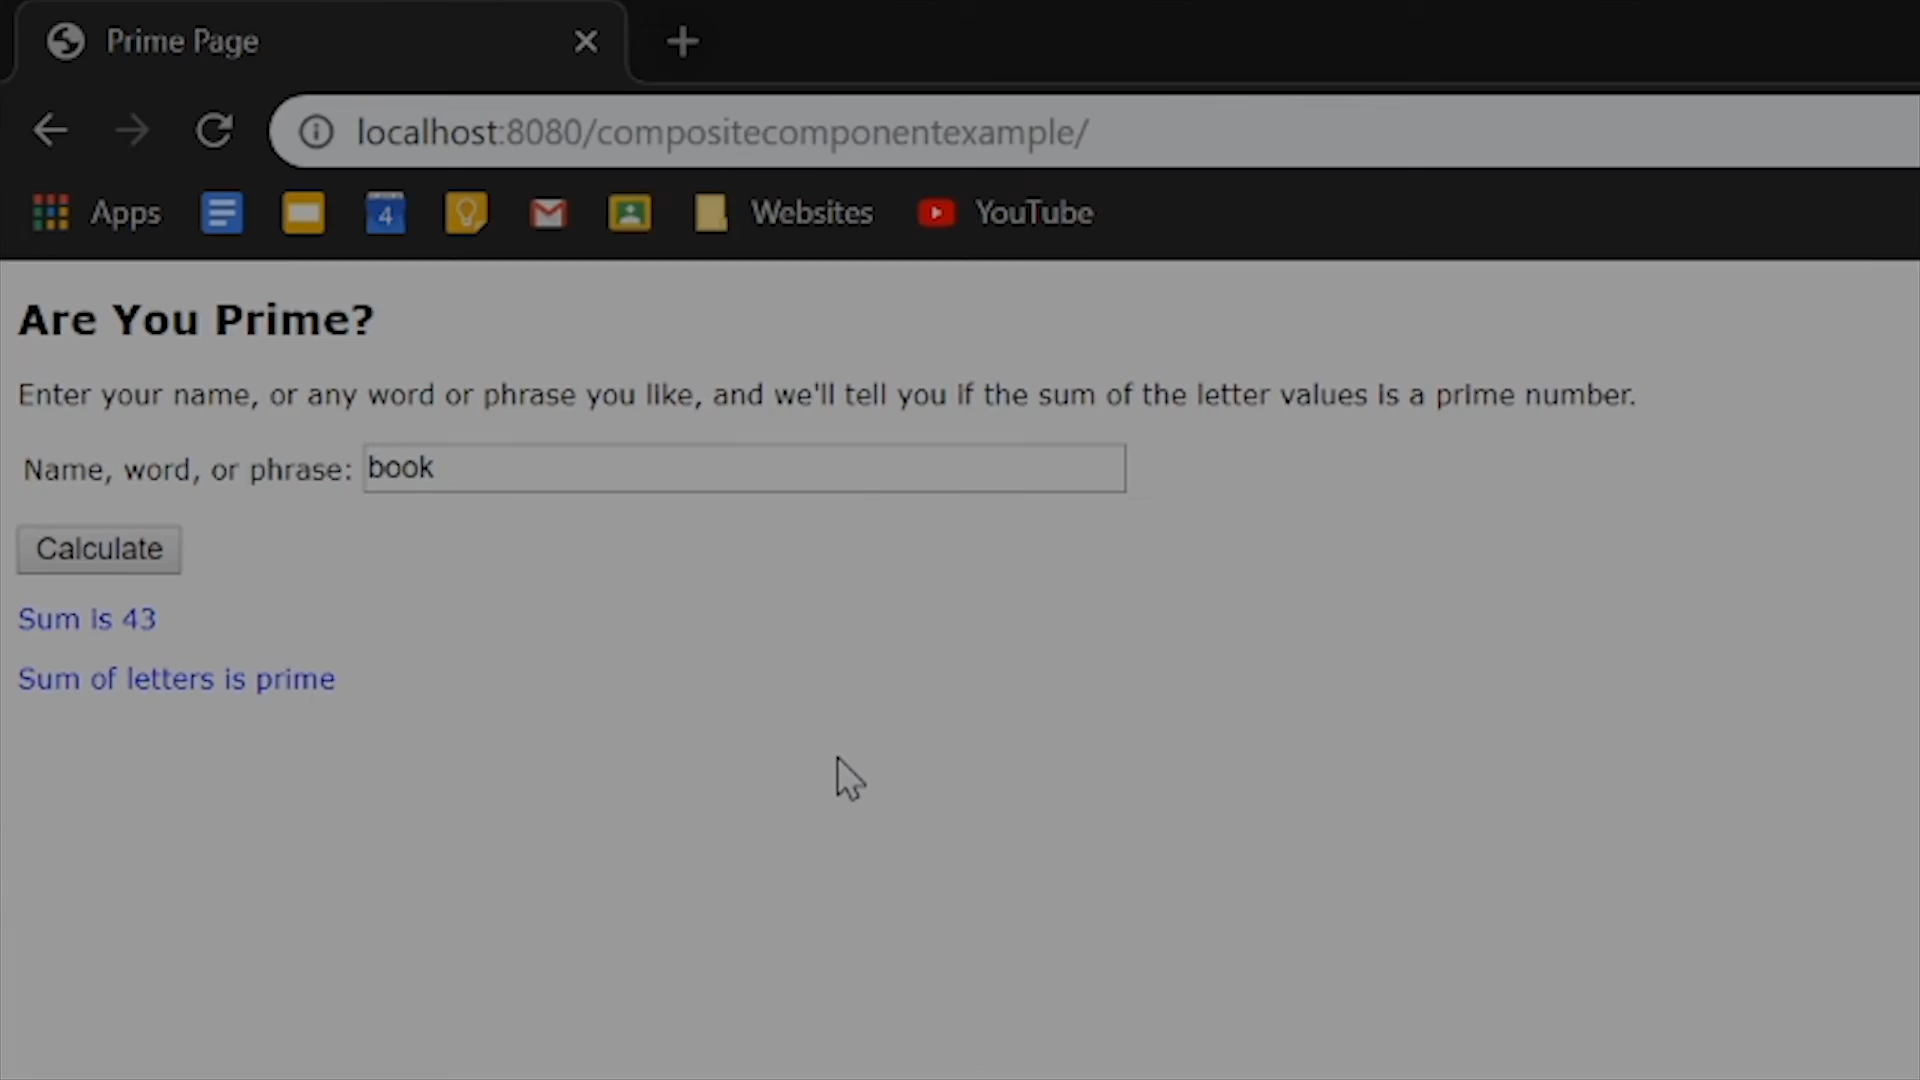 Prime Page
localhost:8080/compositecomponentexample/
Apps
4
Websites
YouTube
Are You Prime?
Enter your name, or any word or phrase you like, and we'll tell you if the sum of the letter values is a prime number.
Name, word, or phrase: book
Calculate
Sum is 43
Sum of letters is prime